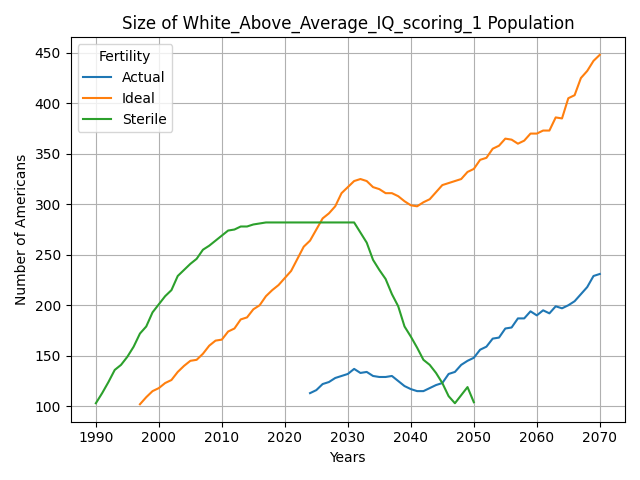 Size of White_Above_Average_IQ_scoring_1 Population
Fertility
Actual
Ideal
Sterile
Number of Americans
450
400
350
300
250
200
150
100
1990 2000 2010 2020 2030 2040 2050 2060 2070
Years